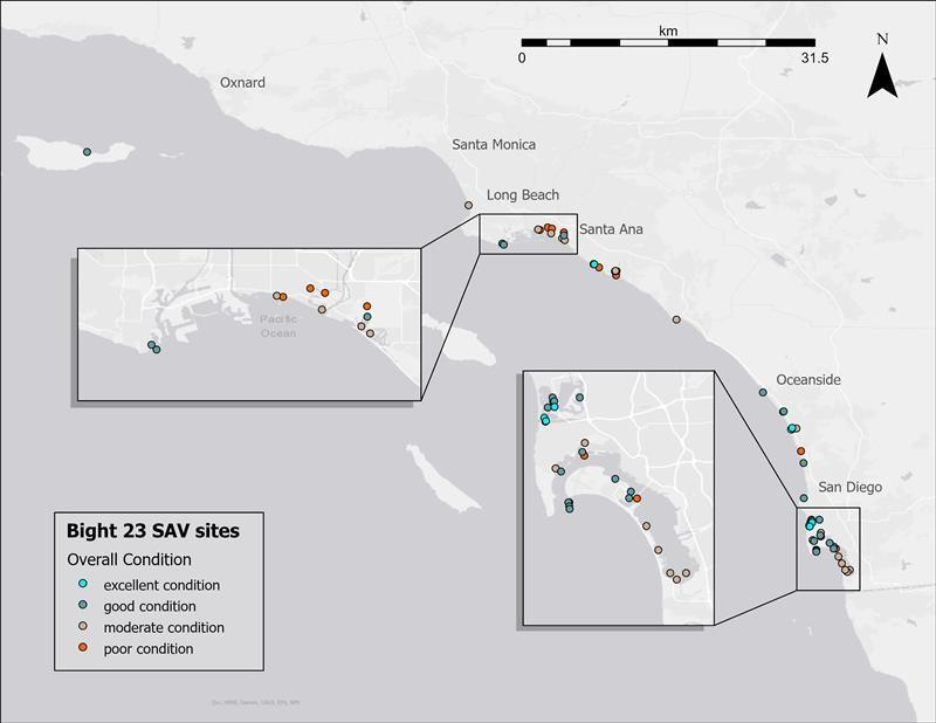 km
0 31.5
N
Oxnard
Santa Monica
Long Beach
Santa Ana
Pacific
Ocean
Oceanside
San Diego
Bight 23 SAV sites
Overall Condition
excellent condition
good condition
moderate condition
poor condition